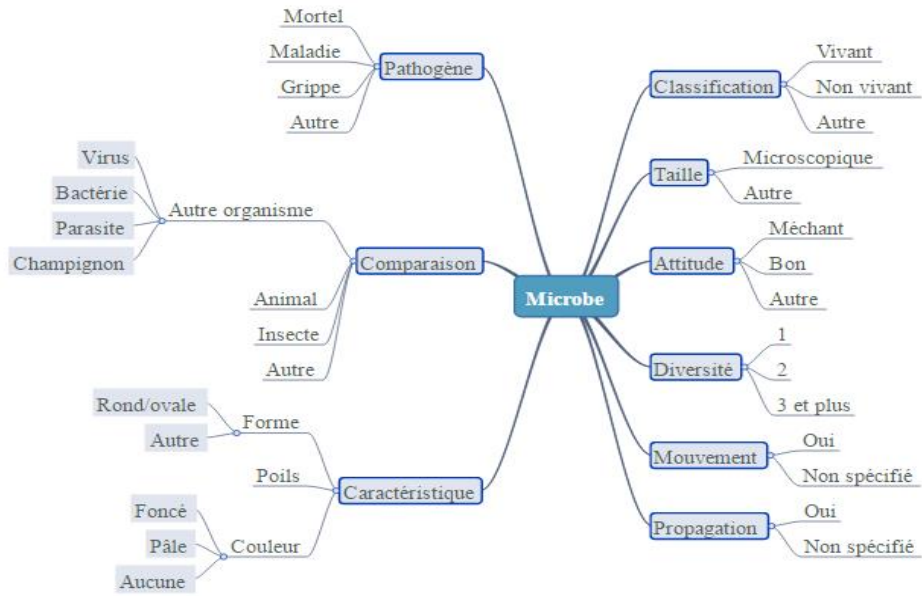 Mortel
Maladie
Grippe
Autre
Pathogène
Virus
Bactérie
Parasite
Champignon
Autre organisme
Animal
Insecte
Autre
Comparaison
Rond/ovale
Autre
Forme
Poils
Foncé
Pâle
Aucune
Couleur
Caractéristique
Microbe
Classification
Vivant
Non vivant
Autre
Taille
Microscopique
Autre
Attitude
Méchant
Bon
Autre
Diversité
1
2
3 et plus
Mouvement
Oui
Non spécifié
Propagation
Oui
Non spécifié